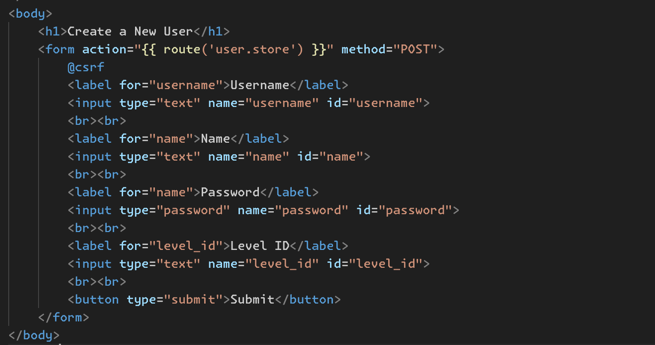 <body>
<h1>Create a New User</h1>
<form action="{{ route('user.store') }}" method="POST">
@csrf
<label for="username">Username</label>
<input type="text" name="username" id="username">
<br><br>
<label for="name">Name</label>
<input type="text" name="name" id="name">
<br><br>
<label for="name">Password</label>
<input type="password" name="password" id="password">
<br><br>
<label for="level_id">Level ID</label>
<input type="text" name="level_id" id="level_id">
<br><br>
<button type="submit">Submit</button>
</form>
</body>